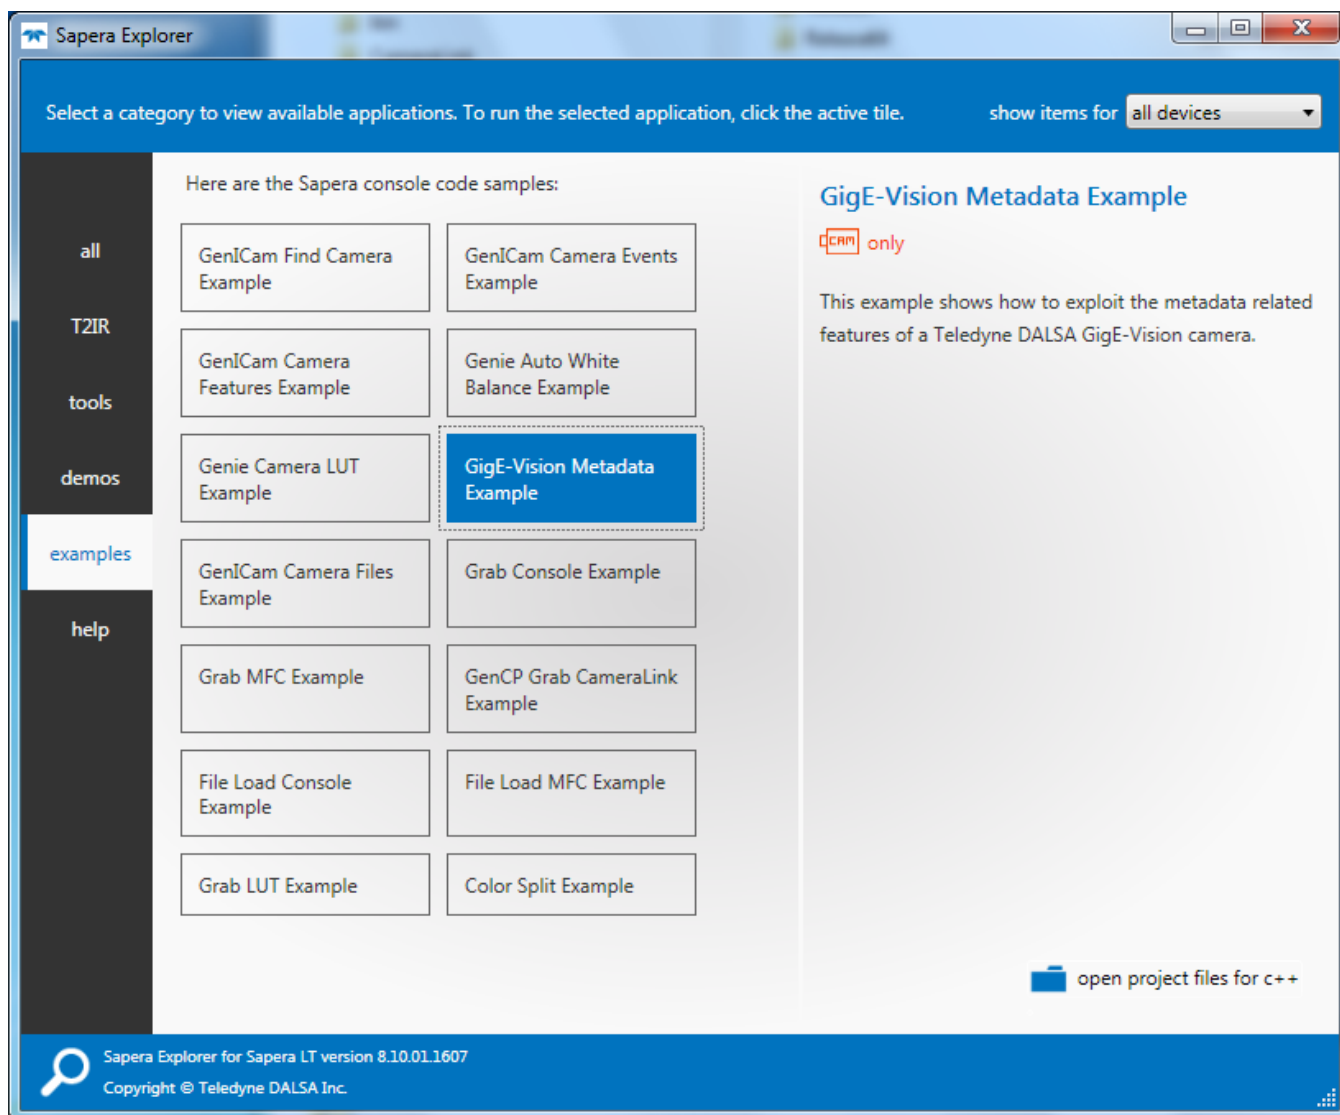 Sapera Explorer
Select a category to view available applications. To run the selected application, click the active tile.
show items for all devices
all
T2IR
tools
demos
examples
help
Here are the Sapera console code samples:
GenICam Find Camera
Example
GenICam Camera Events
Example
GenICam Camera
Features Example
Genie Auto White
Balance Example
Genie Camera LUT
Example
GigE-Vision Metadata
Example
GenICam Camera Files
Example
Grab Console Example
Grab MFC Example
GenCP Grab CameraLink
Example
File Load Console
Example
File Load MFC Example
Grab LUT Example
Color Split Example
GigE-Vision Metadata Example
CAM only
This example shows how to exploit the metadata related
features of a Teledyne DALSA GigE-Vision camera.
open project files for c++
Sapera Explorer for Sapera LT version 8.10.01.1607
Copyright © Teledyne DALSA Inc.